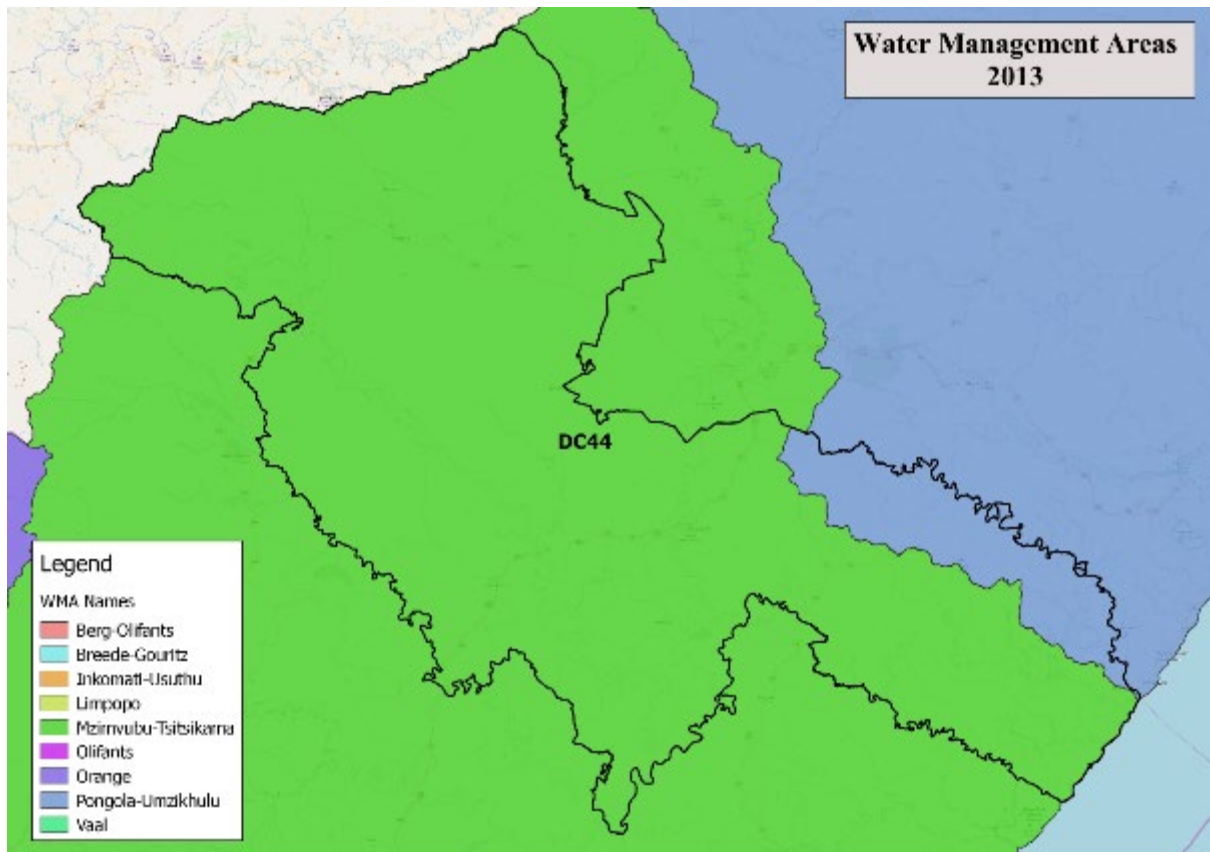 Water Management Areas
2013
DC44
Legend
WMA Names
Berg-Olifants
Breede-Gouritz
Inkomati-Usuthu
Limpopo
Mzimvubu-Tsitsikama
Olifants
Orange
Pongola-Umzikhulu
Vaal